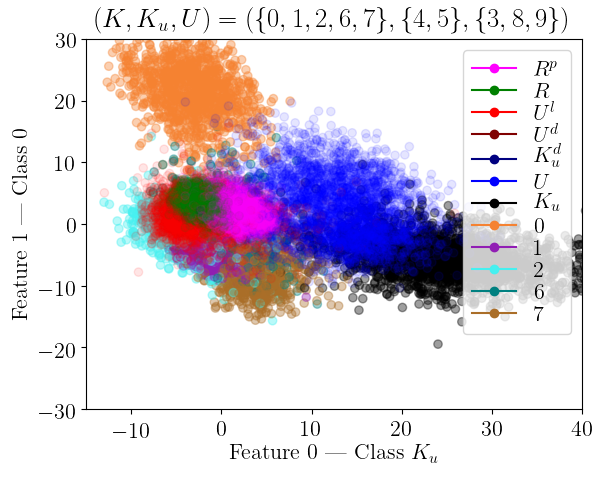 (K, K_u, U) = ({0, 1, 2, 6, 7}, {4, 5}, {3, 8, 9})
Feature 1 — Class 0
30
20
10
0
−10
−20
−30
−10
0
10
20
30
40
Feature 0 — Class K_u
R^p
R
U^l
U^d
K_u^d
U
K_u
0
1
2
6
7